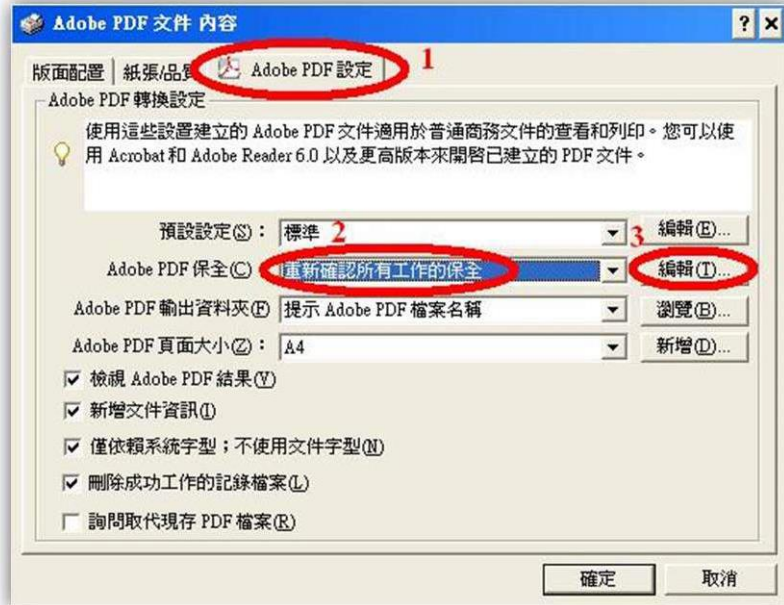 Adobe PDF 文件 內容
版面配置 紙張/品質 Adobe PDF 設定 1
Adobe PDF 轉換設定
使用這些設置建立的 Adobe PDF 文件適用於普通商務文件的查看和列印。您可以使
用 Acrobat 和 Adobe Reader 6.0 以及更高版本來開啓已建立的 PDF 文件。
預設設定(S)： 標準 2 3 編輯(E)...
Adobe PDF 保全(C) 重新確認所有工作的保全 編輯(T)...
Adobe PDF 輸出資料夾(F) 提示 Adobe PDF 檔案名稱 瀏覽(B)...
Adobe PDF 頁面大小(Z)： A4 新增(D)...
檢視 Adobe PDF 結果(V)
新增文件資訊(I)
僅依賴系統字型；不使用文件字型(N)
刪除成功工作的記錄檔案(L)
詢問取代現存 PDF 檔案(R)
確定 取消